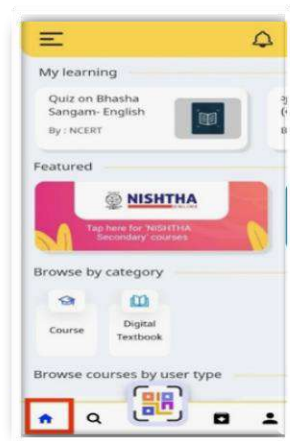 My learning
Quiz on Bhasha
Sangam- English
By : NCERT
Featured
NISHTHA
Tap here for 'NISHTHA
Secondary' courses
Browse by category
Course
Digital
Textbook
Browse courses by user type